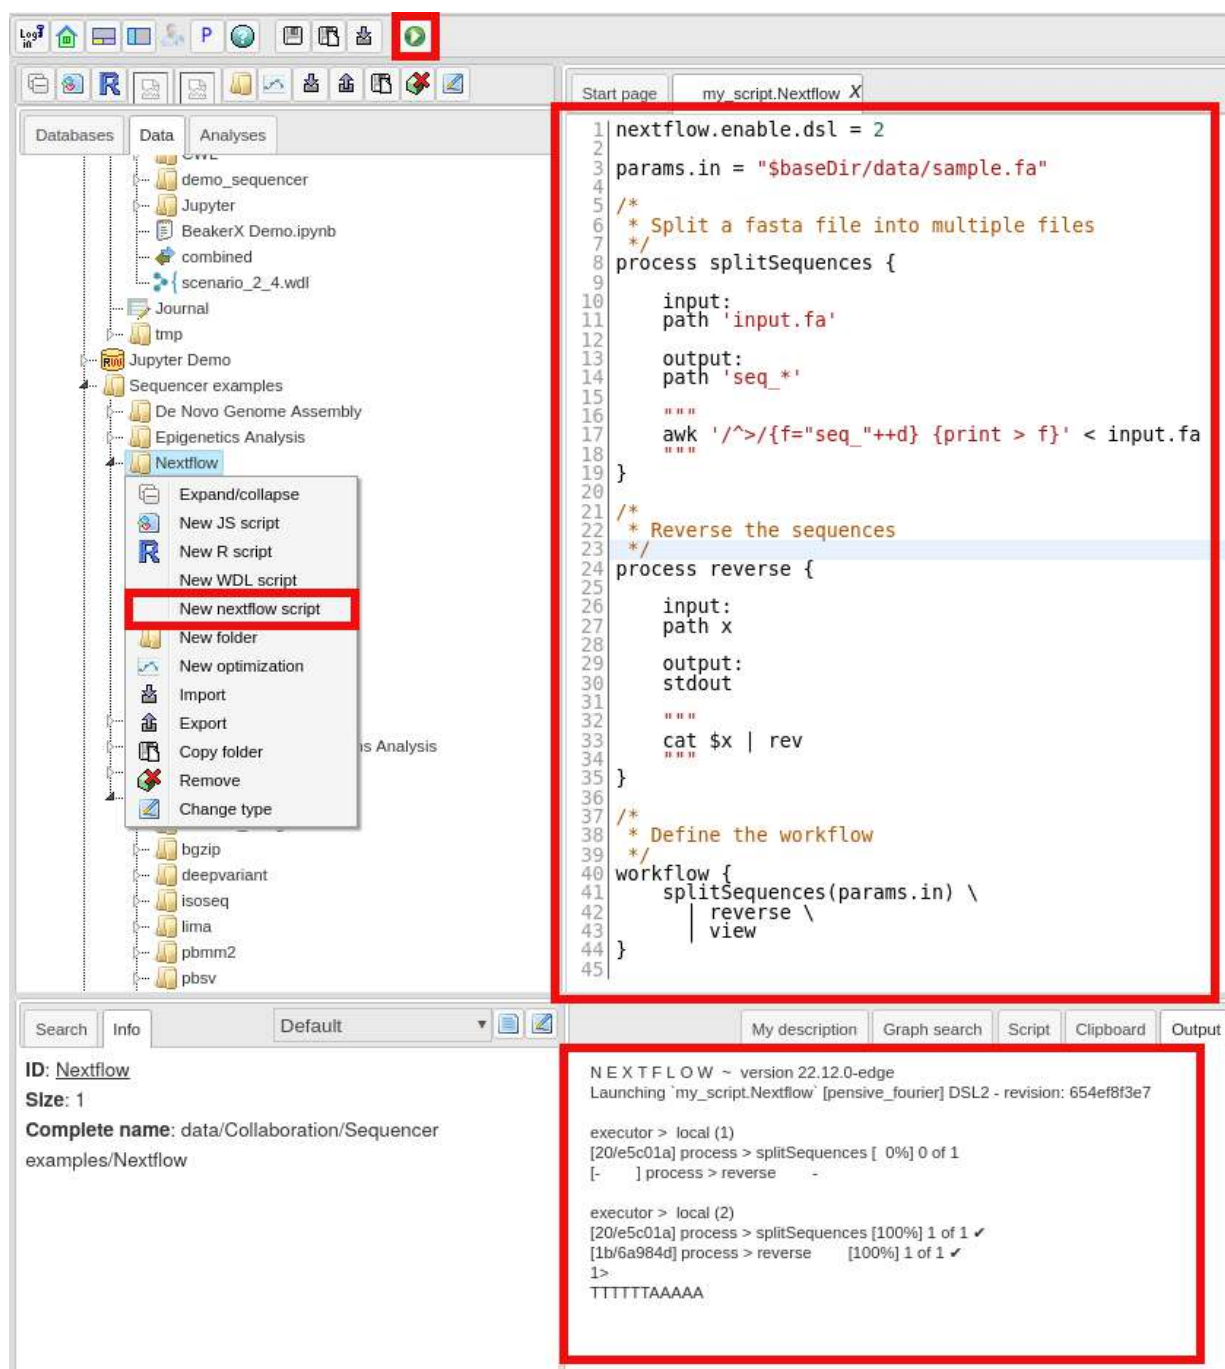 Log in P
Start page my_script.Nextflow X
Databases Data Analyses
CWL
demo_sequencer
Jupyter
BeakerX Demo.ipynb
combined
scenario_2_4.wdl
Journal
tmp
Jupyter Demo
Sequencer examples
De Novo Genome Assembly
Epigenetics Analysis
Nextflow
Expand/collapse
New JS script
New R script
New WDL script
New nextflow script
New folder
New optimization
Import
Export
Copy folder
s Analysis
Remove
Change type
bgzip
deepvariant
isoseq
lima
pbmm2
pbsv
1 nextflow.enable.dsl = 2
2
3 params.in = "$baseDir/data/sample.fa"
4
5 /*
6 * Split a fasta file into multiple files
7 */
8 process splitSequences {
9
10 input:
11 path 'input.fa'
12
13 output:
14 path 'seq_*'
15
16 """
17 awk '/^>/{f="seq_"++d} {print > f}' < input.fa
18 """
19 }
20
21 /*
22 * Reverse the sequences
23 */
24 process reverse {
25
26 input:
27 path x
28
29 output:
30 stdout
31
32 """
33 cat $x | rev
34 """
35 }
36
37 /*
38 * Define the workflow
39 */
40 workflow {
41 splitSequences(params.in) \
42 | reverse \
43 | view
44 }
45
Search Info Default
ID: Nextflow
Size: 1
Complete name: data/Collaboration/Sequencer
examples/Nextflow
My description Graph search Script Clipboard Output
N E X T F L O W ~ version 22.12.0-edge
Launching `my_script.Nextflow` [pensive_fourier] DSL2 - revision: 654ef8f3e7
executor > local (1)
[20/e5c01a] process > splitSequences [ 0%] 0 of 1
[- ] process > reverse -
executor > local (2)
[20/e5c01a] process > splitSequences [100%] 1 of 1 ✔
[1b/6a984d] process > reverse [100%] 1 of 1 ✔
1>
TTTTTTAAAAA